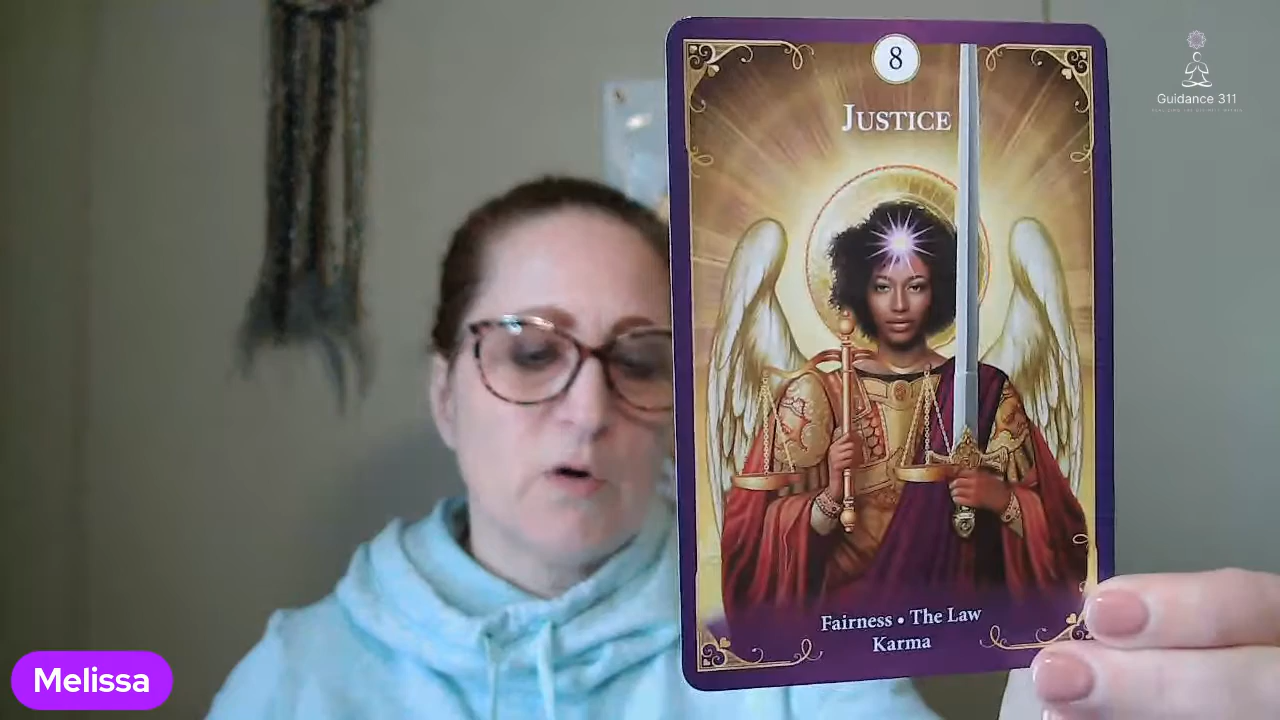 8
JUSTICE
Fairness • The Law
Karma
Guidance 311
Melissa